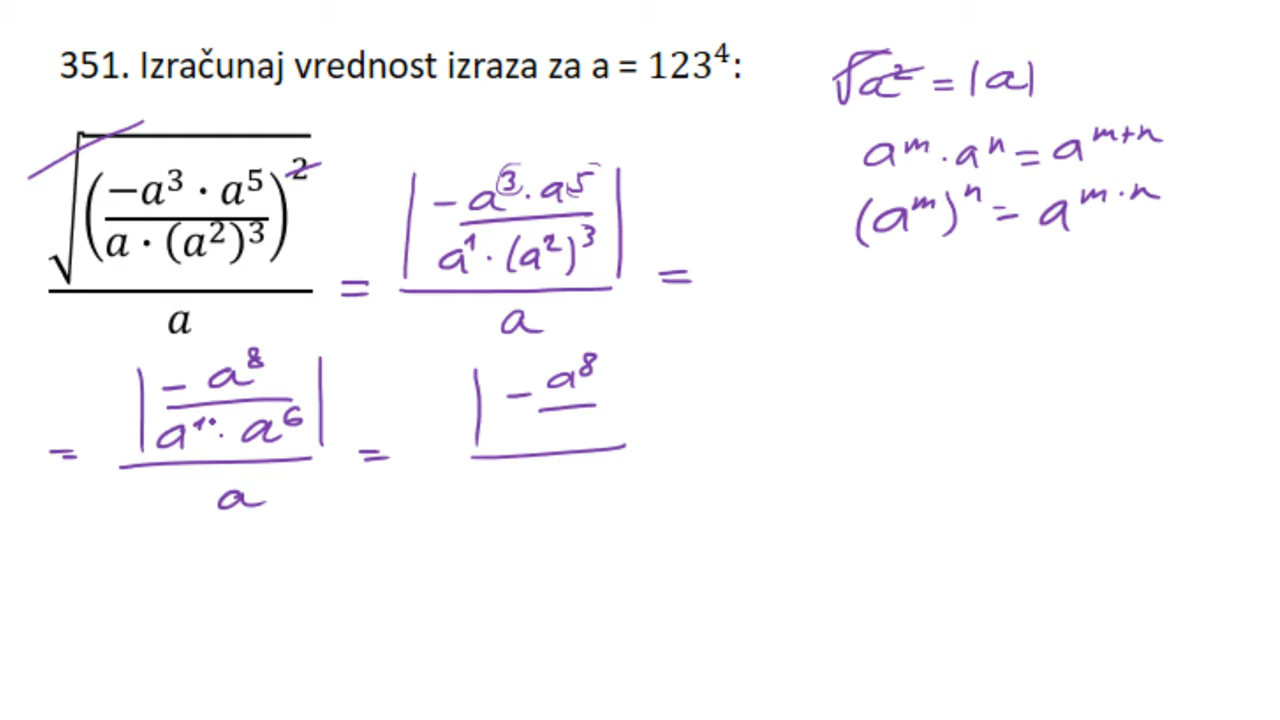 351. Izračunaj vrednost izraza za a = 123⁴:
√a² = |a|
aᵐ · aⁿ = aᵐ⁺ⁿ
(aᵐ)ⁿ = aᵐ·ⁿ
√((−a³ · a⁵)/(a · (a²)³))² / a = |(−a³ · a⁵)/(a¹ · (a²)³)| / a =
= |(−a⁸)/(a¹ · a⁶)| / a = | − a⁸